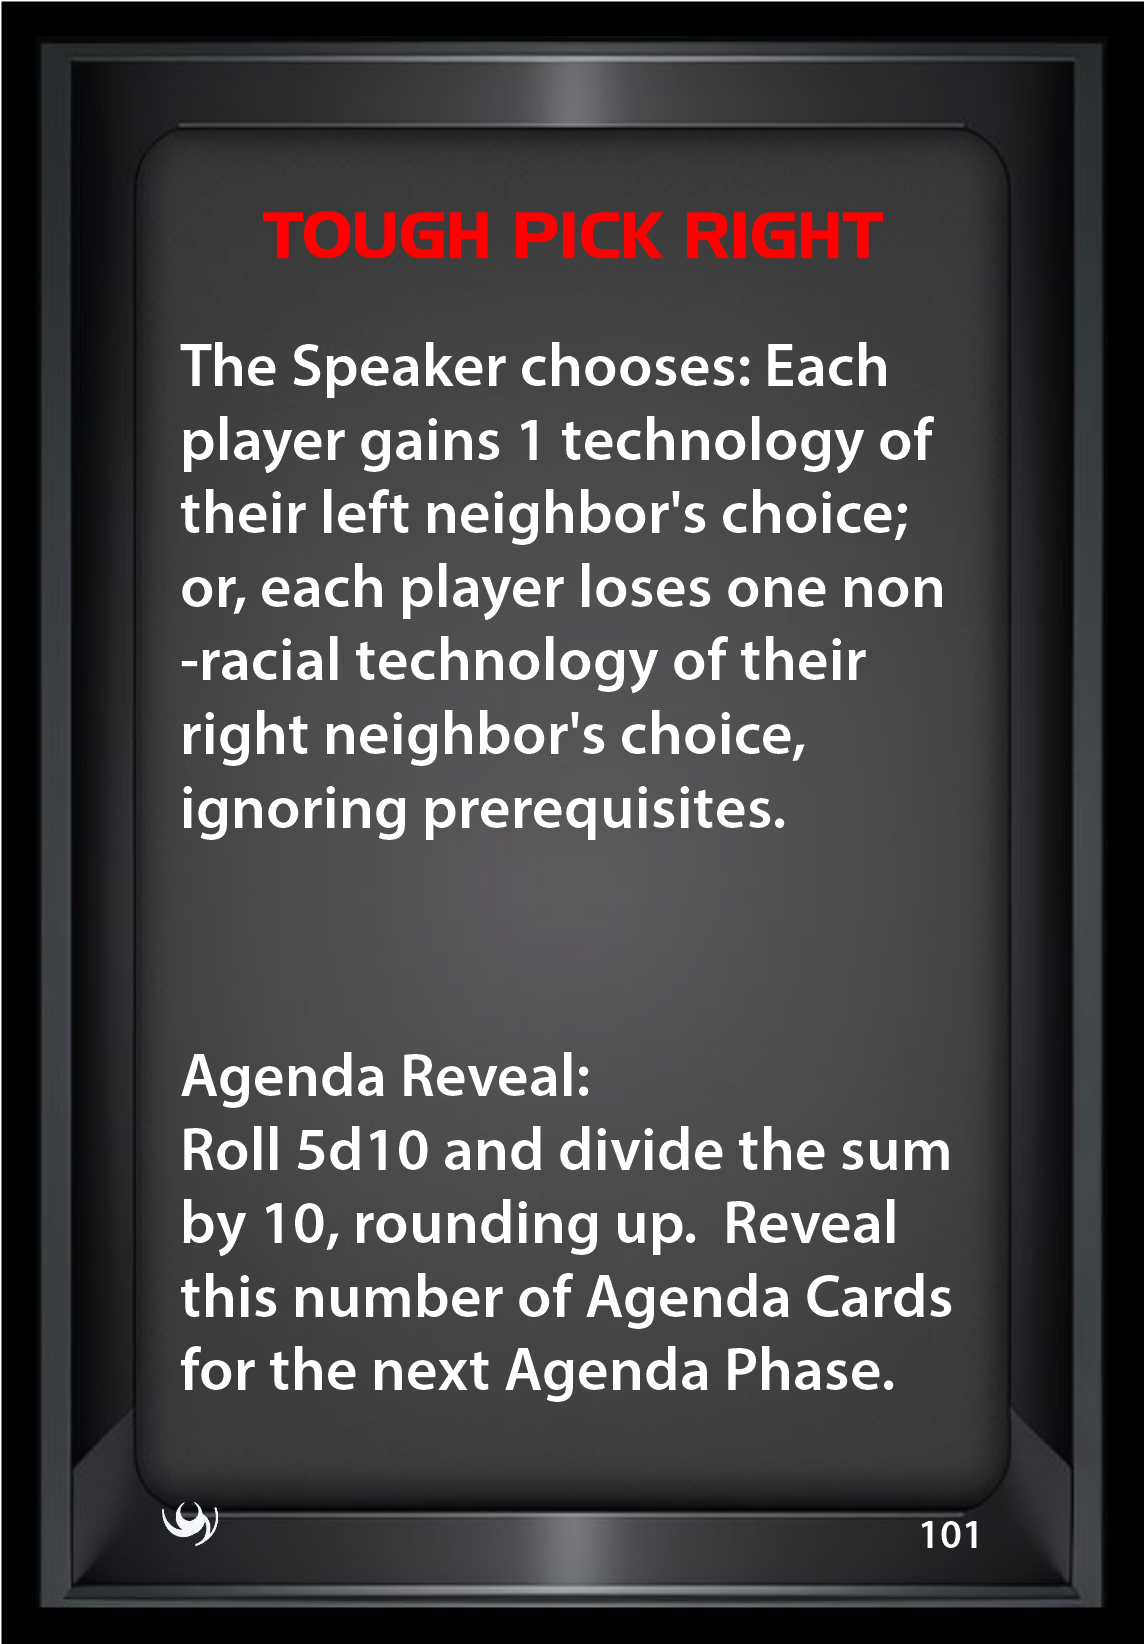 TOUGH PICK RIGHT
The Speaker chooses: Each
player gains 1 technology of
their left neighbor's choice;
or, each player loses one non
-racial technology of their
right neighbor's choice,
ignoring prerequisites.
Agenda Reveal:
Roll 5d10 and divide the sum
by 10, rounding up.  Reveal
this number of Agenda Cards
for the next Agenda Phase.
101